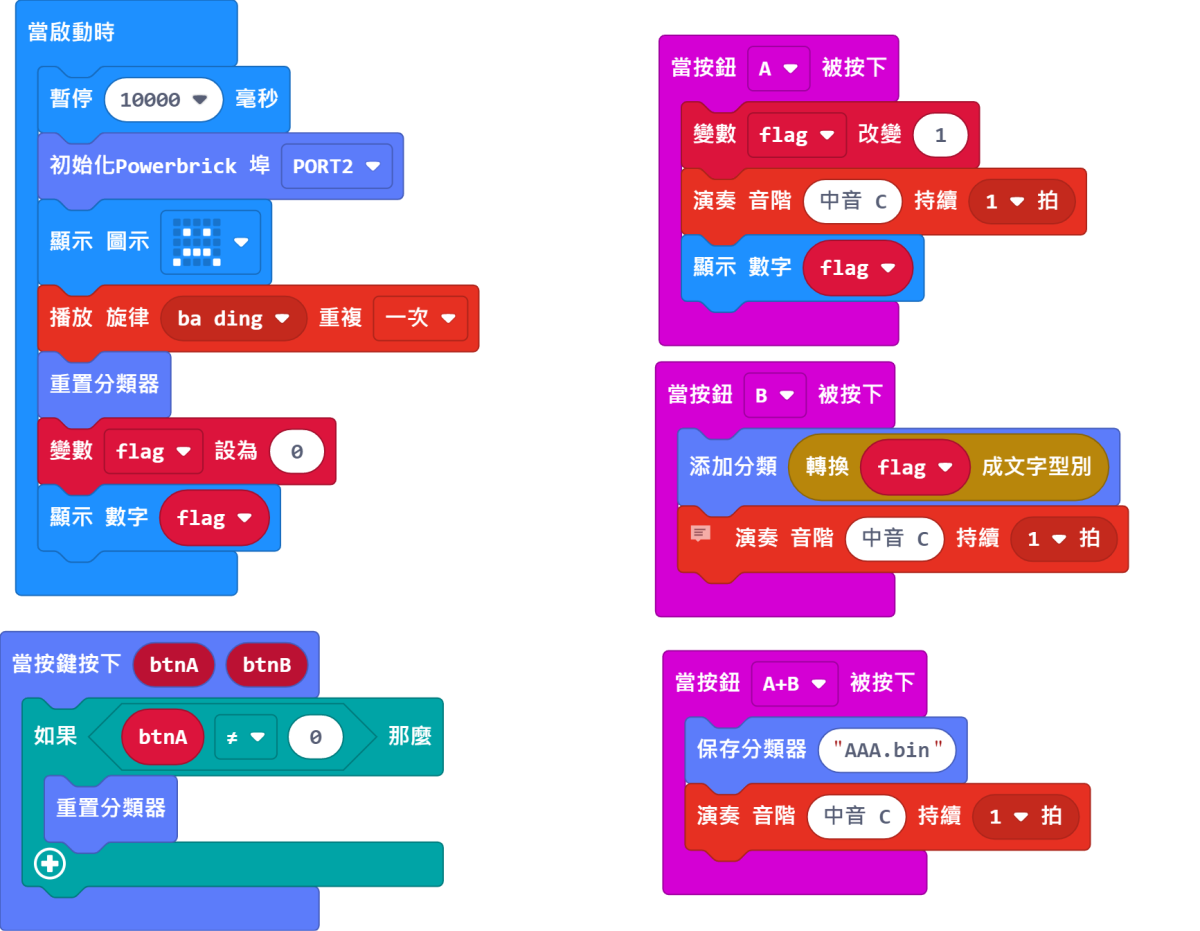 當啟動時
暫停 10000 毫秒
初始化Powerbrick 埠 PORT2
顯示 圖示
播放 旋律 ba ding 重複 一次
重置分類器
變數 flag 設為 0
顯示 數字 flag
當按鍵按下 btnA btnB
如果 btnA ≠ 0 那麼
重置分類器
當按鈕 A 被按下
變數 flag 改變 1
演奏 音階 中音 C 持續 1 拍
顯示 數字 flag
當按鈕 B 被按下
添加分類 轉換 flag 成文字型別
演奏 音階 中音 C 持續 1 拍
當按鈕 A+B 被按下
保存分類器 "AAA.bin"
演奏 音階 中音 C 持續 1 拍